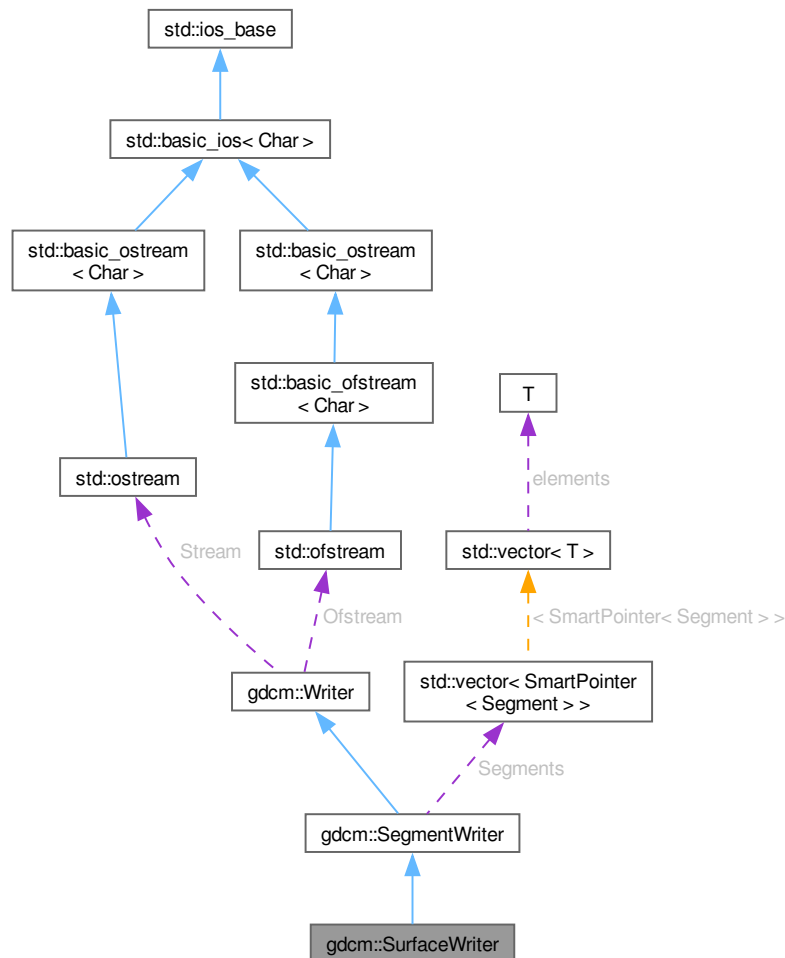 std::ios_base
std::basic_ios< Char >
std::basic_ostream
< Char >
std::basic_ostream
< Char >
std::basic_ofstream
< Char >
T
std::ostream
elements
std::ofstream
std::vector< T >
Stream
Ofstream
< SmartPointer< Segment > >
gdcm::Writer
std::vector< SmartPointer
< Segment > >
Segments
gdcm::SegmentWriter
gdcm::SurfaceWriter